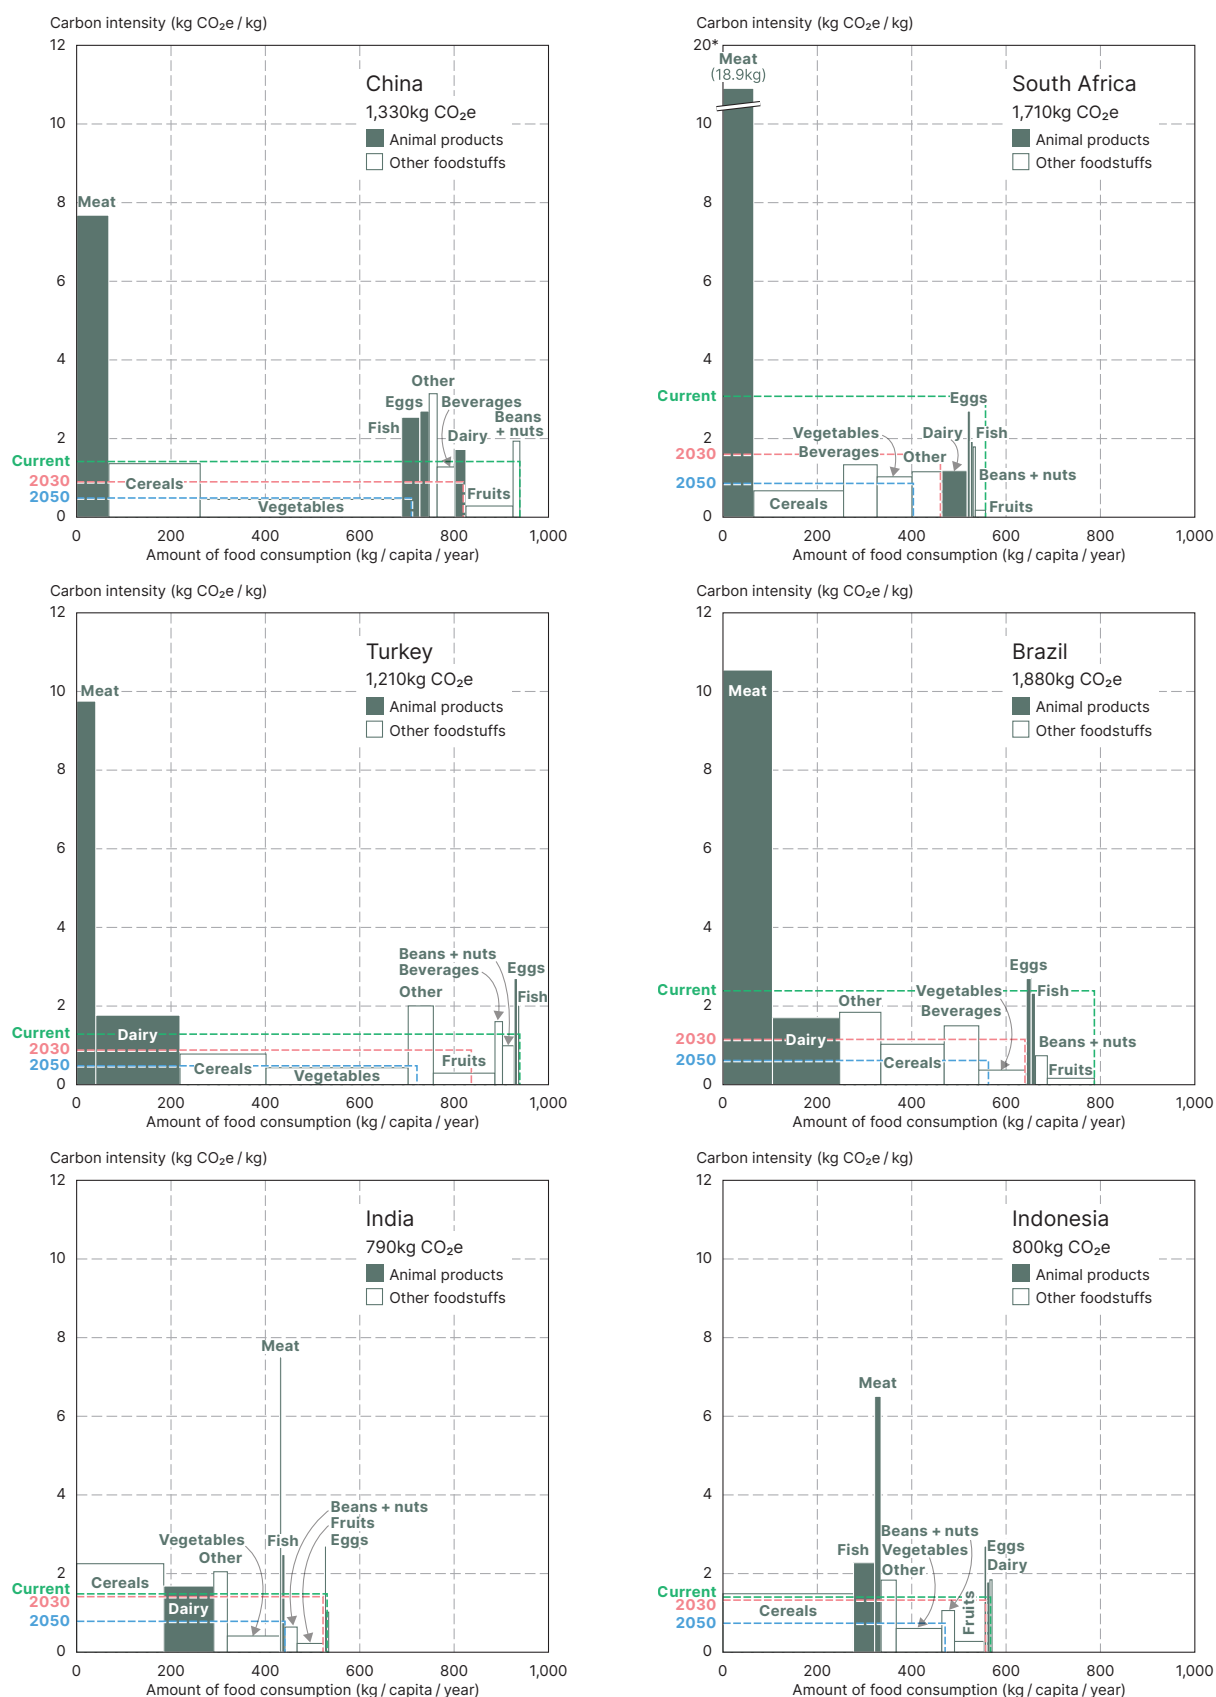 Carbon intensity (kg CO₂e / kg)
12
10
8
6
4
2
0
China
1,330kg CO₂e
Animal products
Other foodstuffs
Meat
Cereals
Vegetables
Fish
Eggs
Other
Beverages
Dairy
Fruits
Beans
+ nuts
Current
2030
2050
0
200
400
600
800
1,000
Amount of food consumption (kg / capita / year)
Carbon intensity (kg CO₂e / kg)
20*
10
8
6
4
2
0
Meat
(18.9kg)
South Africa
1,710kg CO₂e
Animal products
Other foodstuffs
Current
2030
2050
Cereals
Vegetables
Beverages
Other
Dairy
Eggs
Fish
Beans + nuts
Fruits
0
200
400
600
800
1,000
Amount of food consumption (kg / capita / year)
Carbon intensity (kg CO₂e / kg)
12
10
8
6
4
2
0
Turkey
1,210kg CO₂e
Animal products
Other foodstuffs
Meat
Dairy
Cereals
Vegetables
Other
Fruits
Beans + nuts
Beverages
Eggs
Fish
Current
2030
2050
0
200
400
600
800
1,000
Amount of food consumption (kg / capita / year)
Carbon intensity (kg CO₂e / kg)
12
10
8
6
4
2
0
Brazil
1,880kg CO₂e
Animal products
Other foodstuffs
Meat
Dairy
Other
Cereals
Vegetables
Beverages
Eggs
Fish
Beans + nuts
Fruits
Current
2030
2050
0
200
400
600
800
1,000
Amount of food consumption (kg / capita / year)
Carbon intensity (kg CO₂e / kg)
12
10
8
6
4
2
0
India
790kg CO₂e
Animal products
Other foodstuffs
Meat
Cereals
Dairy
Vegetables
Other
Fish
Beans + nuts
Fruits
Eggs
Current
2030
2050
0
200
400
600
800
1,000
Amount of food consumption (kg / capita / year)
Carbon intensity (kg CO₂e / kg)
12
10
8
6
4
2
0
Indonesia
800kg CO₂e
Animal products
Other foodstuffs
Meat
Cereals
Fish
Beans + nuts
Vegetables
Other
Fruits
Eggs
Dairy
Current
2030
2050
0
200
400
600
800
1,000
Amount of food consumption (kg / capita / year)